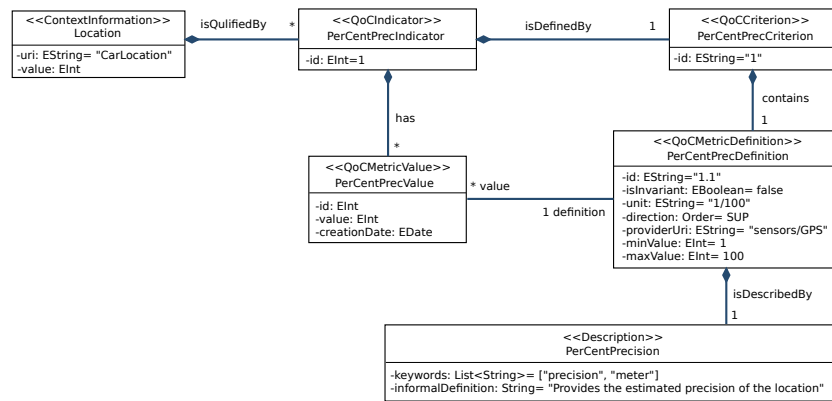 <<ContextInformation>>
Location
-uri: EString= "CarLocation"
-value: EInt
isQulifiedBy
*
<<QoCIndicator>>
PerCentPrecIndicator
-id: EInt=1
isDefinedBy
1
<<QoCCriterion>>
PerCentPrecCriterion
-id: EString="1"
has
*
contains
1
<<QoCMetricValue>>
PerCentPrecValue
-id: EInt
-value: EInt
-creationDate: EDate
* value
1 definition
<<QoCMetricDefinition>>
PerCentPrecDefinition
-id: EString="1.1"
-isInvariant: EBoolean= false
-unit: EString= "1/100"
-direction: Order= SUP
-providerUri: EString= "sensors/GPS"
-minValue: EInt= 1
-maxValue: EInt= 100
isDescribedBy
1
<<Description>>
PerCentPrecision
-keywords: List<String>= ["precision", "meter"]
-informalDefinition: String= "Provides the estimated precision of the location"